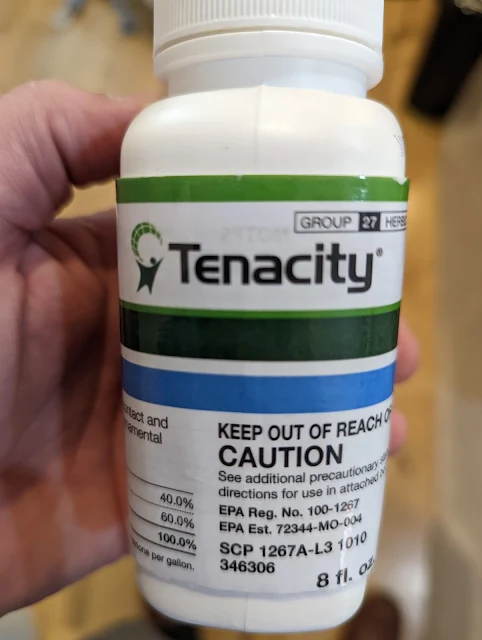 GROUP 27
Tenacity®
ntact and
amental
40.0%
60.0%
100.0%
per gallon.
KEEP OUT OF REACH
CAUTION
See additional precautionary
directions for use in attached
EPA Reg. No. 100-1267
EPA Est. 72344-MO-004
SCP 1267A-L3 1010
346306
8 fl. oz.